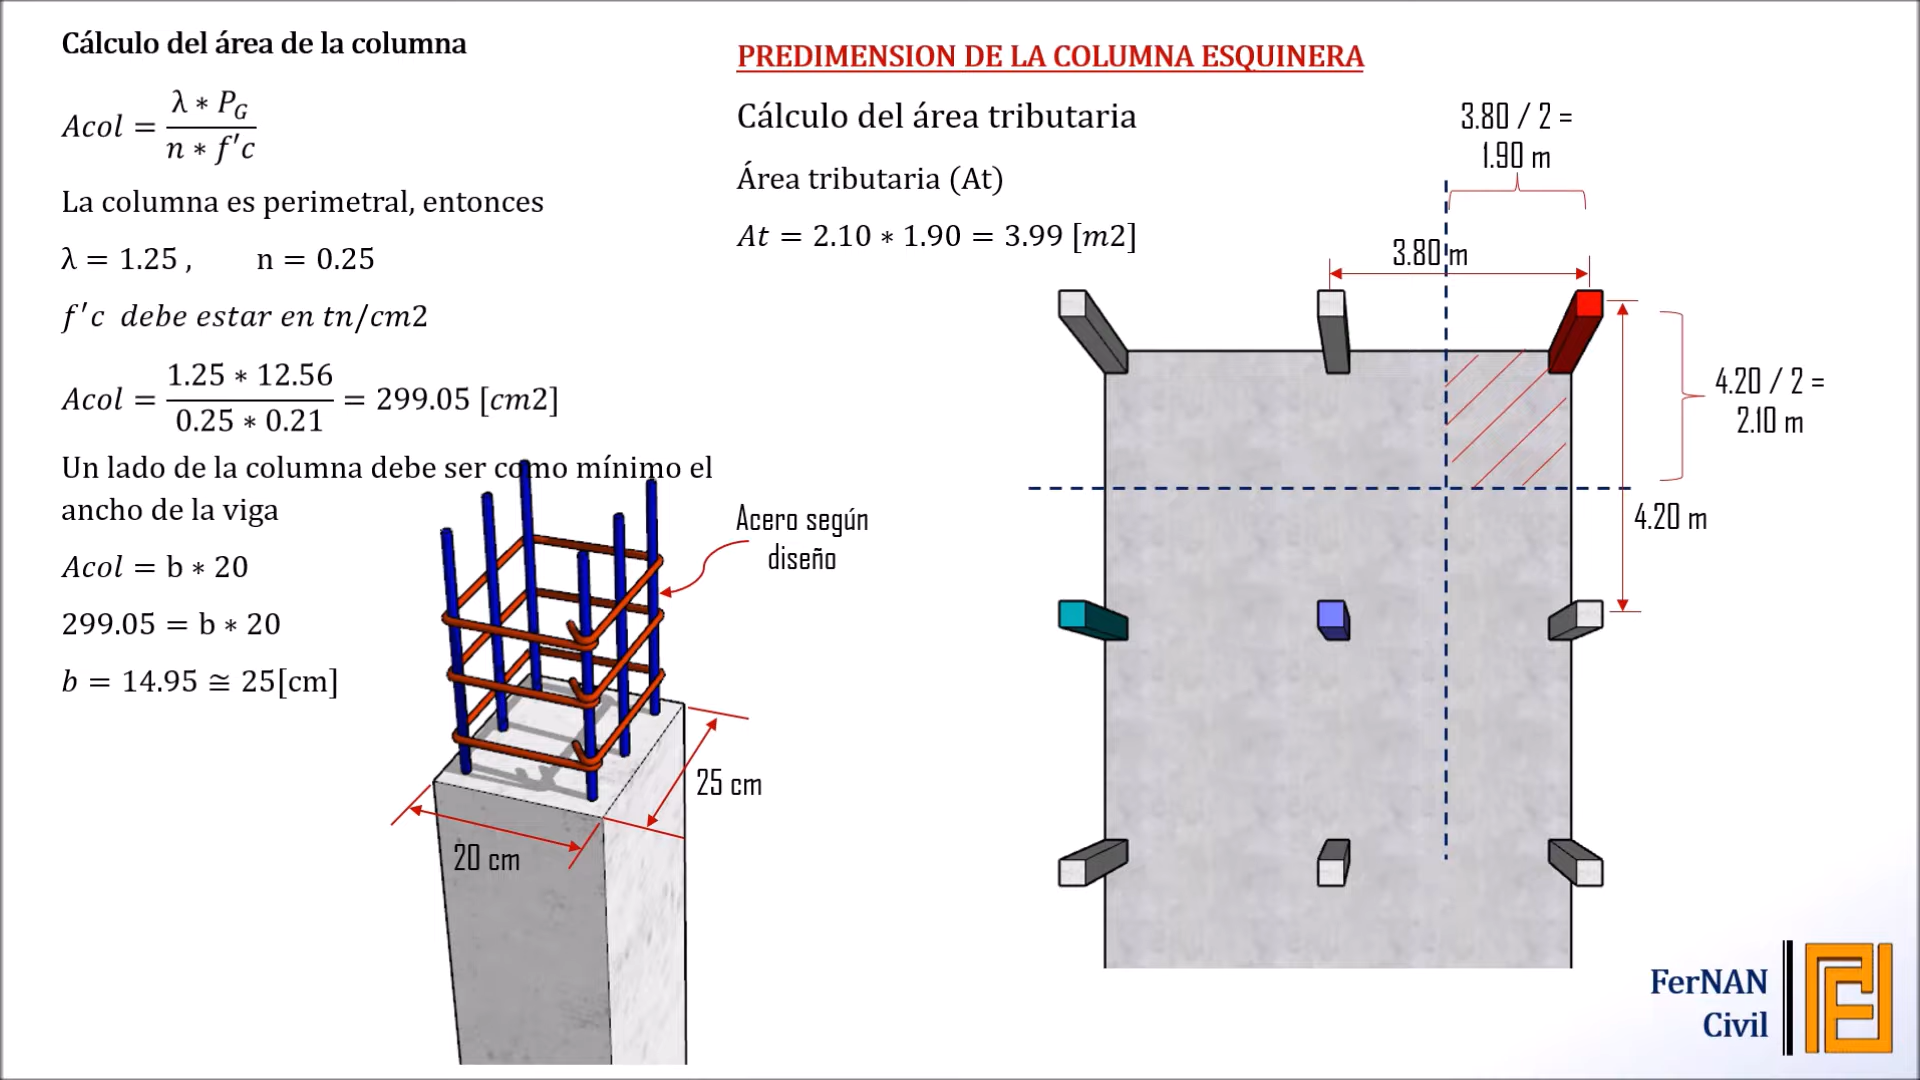 Cálculo del área de la columna
Acol = λ ∗ P_G / n ∗ f′c
La columna es perimetral, entonces
λ = 1.25 , n = 0.25
f′c debe estar en tn/cm2
Acol = 1.25 ∗ 12.56 / 0.25 ∗ 0.21 = 299.05 [cm2]
Un lado de la columna debe ser como mínimo el
ancho de la viga
Acol = b ∗ 20
299.05 = b ∗ 20
b = 14.95 ≅ 25[cm]
Acero según
diseño
25 cm
20 cm
PREDIMENSION DE LA COLUMNA ESQUINERA
Cálculo del área tributaria
Área tributaria (At)
At = 2.10 ∗ 1.90 = 3.99 [m2]
3.80 / 2 =
1.90 m
3.80 m
4.20 / 2 =
2.10 m
4.20 m
FerNAN
Civil